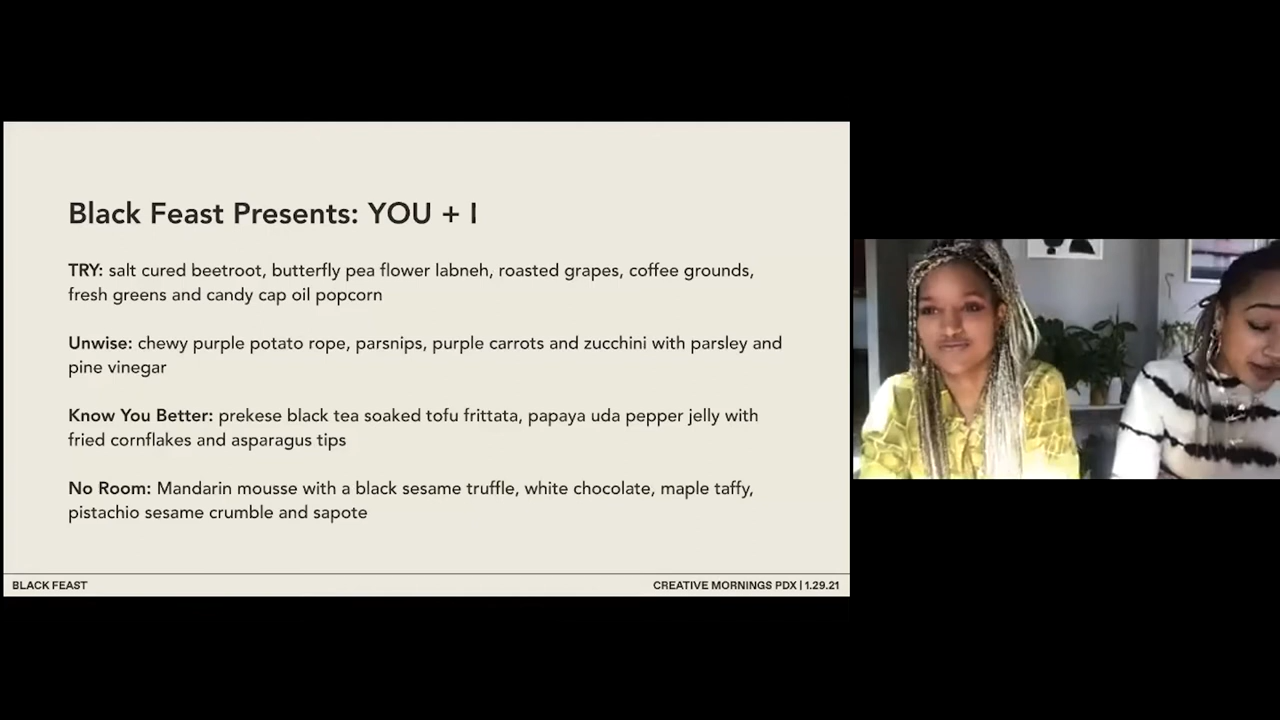 Black Feast Presents: YOU + I
TRY: salt cured beetroot, butterfly pea flower labneh, roasted grapes, coffee grounds,
fresh greens and candy cap oil popcorn
Unwise: chewy purple potato rope, parsnips, purple carrots and zucchini with parsley and
pine vinegar
Know You Better: prekese black tea soaked tofu frittata, papaya uda pepper jelly with
fried cornflakes and asparagus tips
No Room: Mandarin mousse with a black sesame truffle, white chocolate, maple taffy,
pistachio sesame crumble and sapote
BLACK FEAST
CREATIVE MORNINGS PDX | 1.29.21